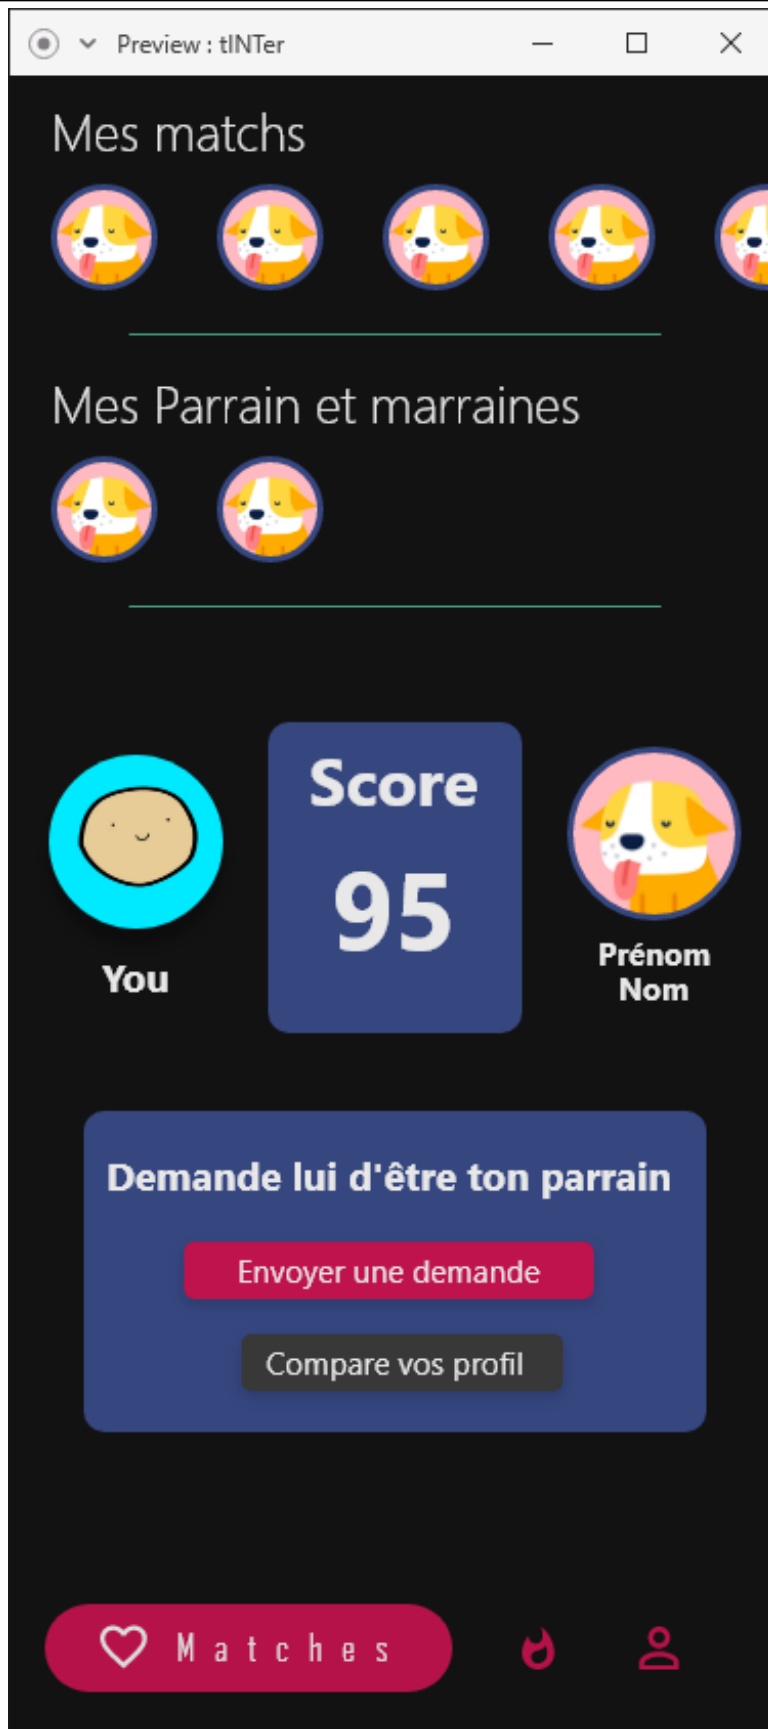 Preview : tINTer
Mes matchs
Mes Parrain et marraines
Score
95
You
Prénom
Nom
Demande lui d'être ton parrain
Envoyer une demande
Compare vos profil
Matches